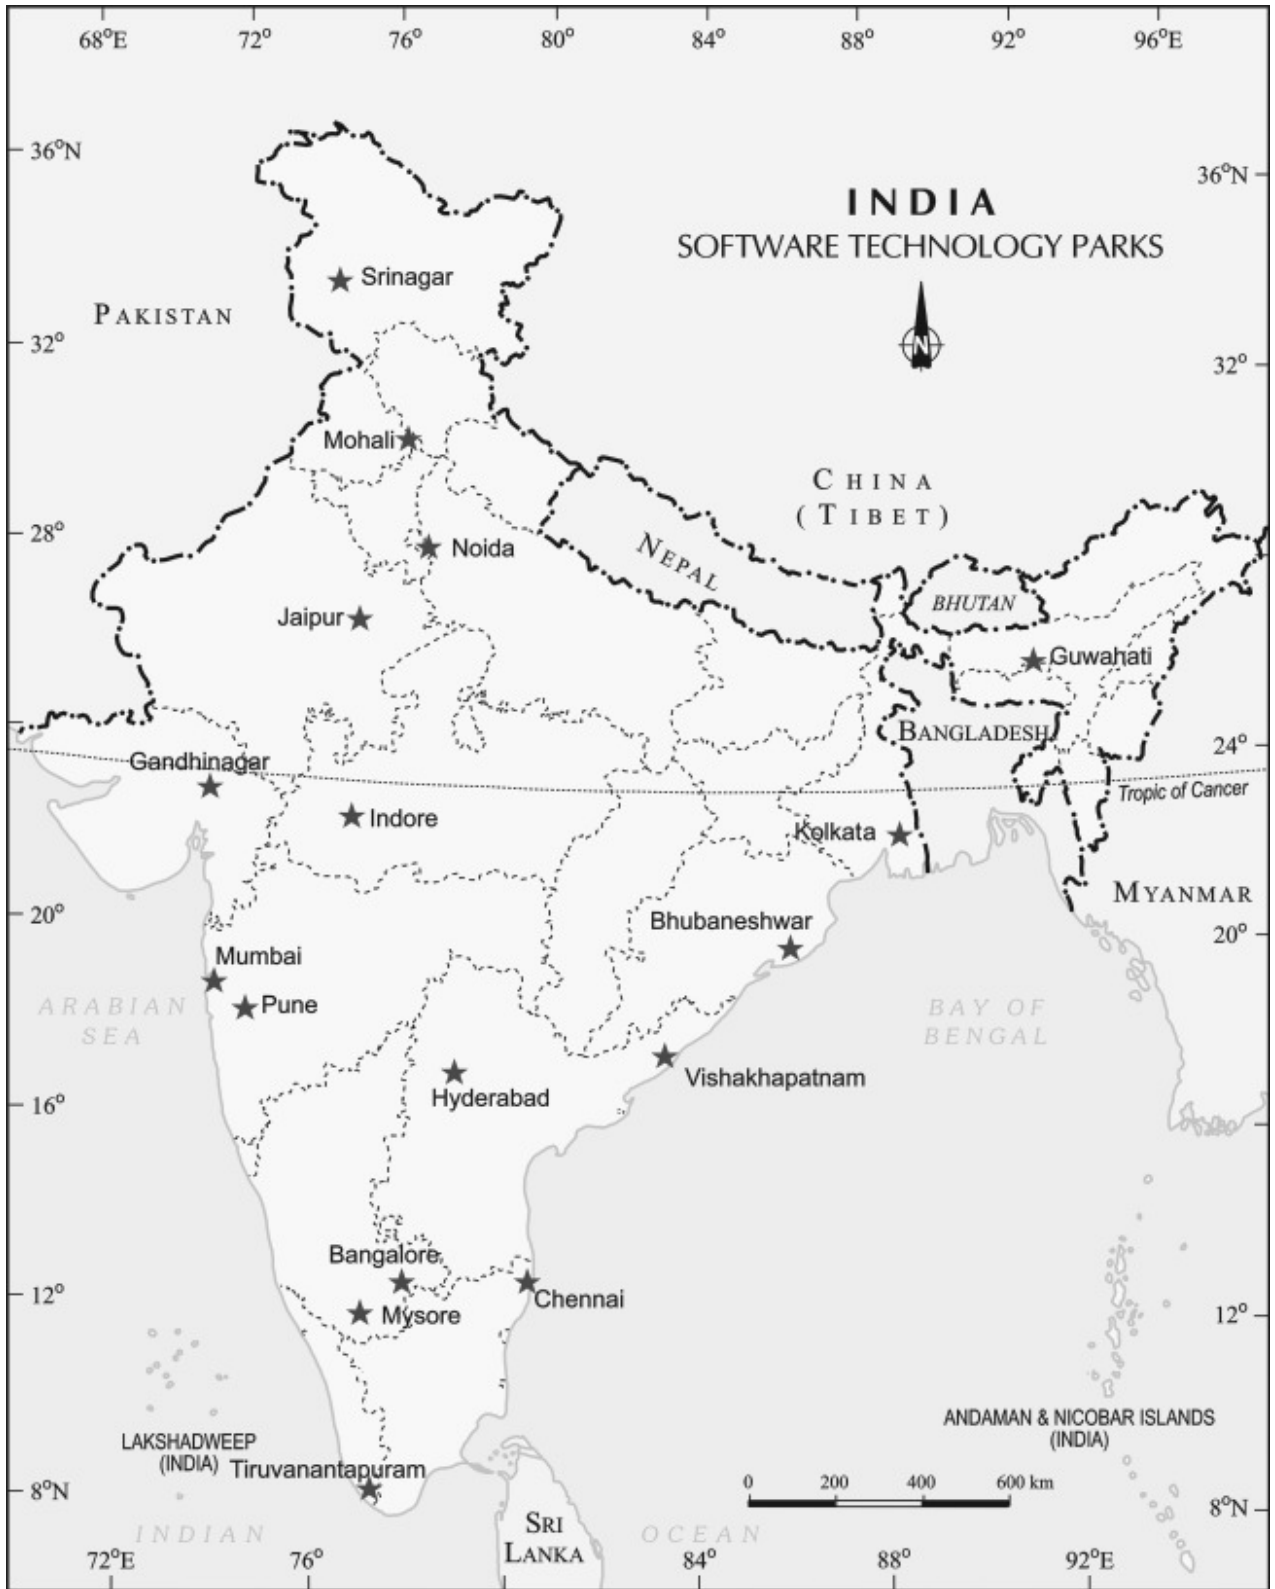 68°E 72° 76° 80° 84° 88° 92° 96°E
36°N
36°N
INDIA
SOFTWARE TECHNOLOGY PARKS
Srinagar
PAKISTAN
N
32°
32°
Mohali
CHINA
(TIBET)
28°
Noida
NEPAL
BHUTAN
Jaipur
Guwahati
BANGLADESH
24°
Gandhinagar
Tropic of Cancer
Indore
Kolkata
MYANMAR
20°
Bhubaneshwar
20°
Mumbai
Pune
ARABIAN
SEA
BAY OF
BENGAL
Vishakhapatnam
Hyderabad
16°
Bangalore
12°
Chennai
12°
Mysore
ANDAMAN & NICOBAR ISLANDS
(INDIA)
LAKSHADWEEP
(INDIA)
Tiruvanantapuram
0 200 400 600 km
8°N
8°N
SRI
LANKA
INDIAN OCEAN
72°E 76° 84° 88° 92°E